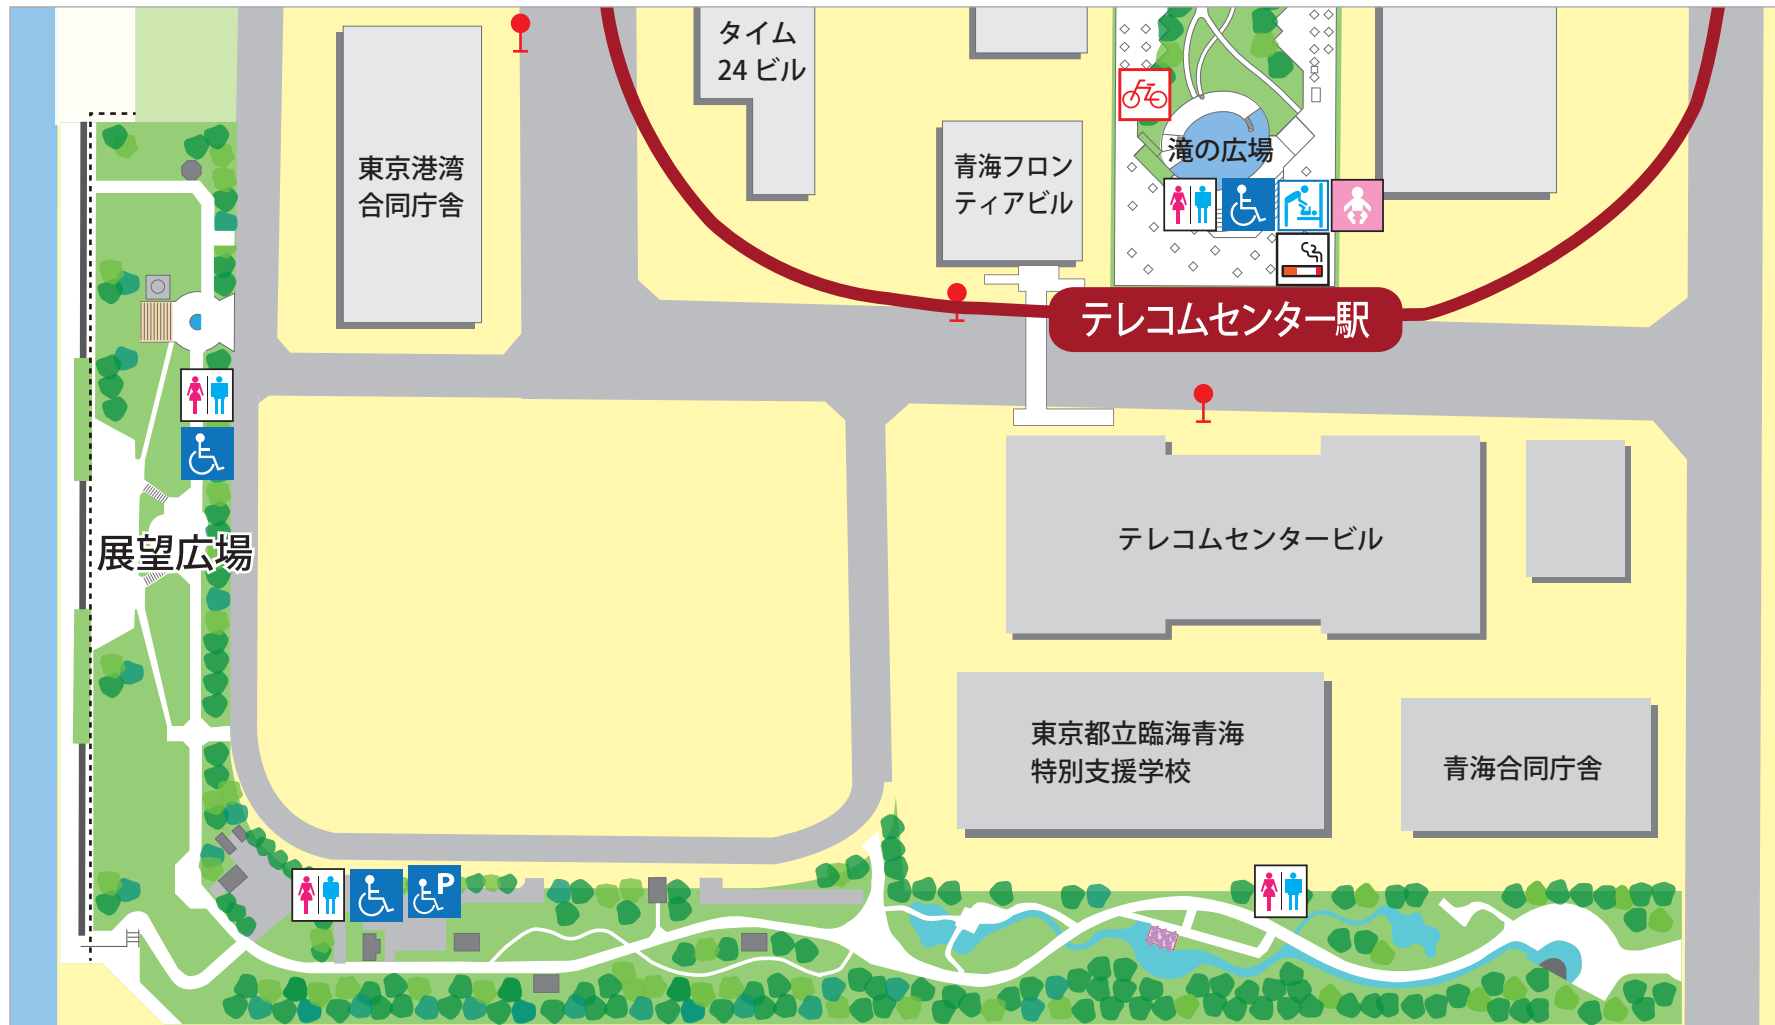 タイム
24 ビル
東京港湾
合同庁舎
青海フロン
ティアビル
滝の広場
テレコムセンター駅
展望広場
テレコムセンタービル
東京都立臨海青海
特別支援学校
青海合同庁舎
P